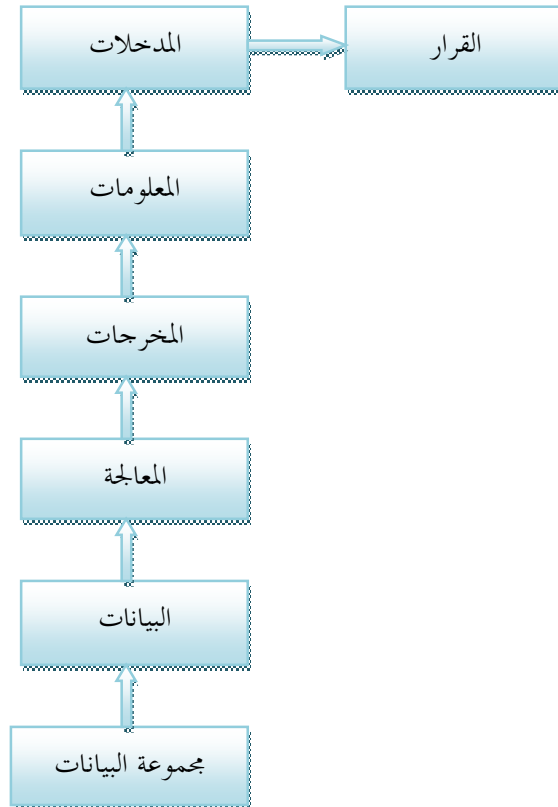 المدخلات
القرار
المعلومات
المخرجات
المعالجة
البيانات
مجموعة البيانات